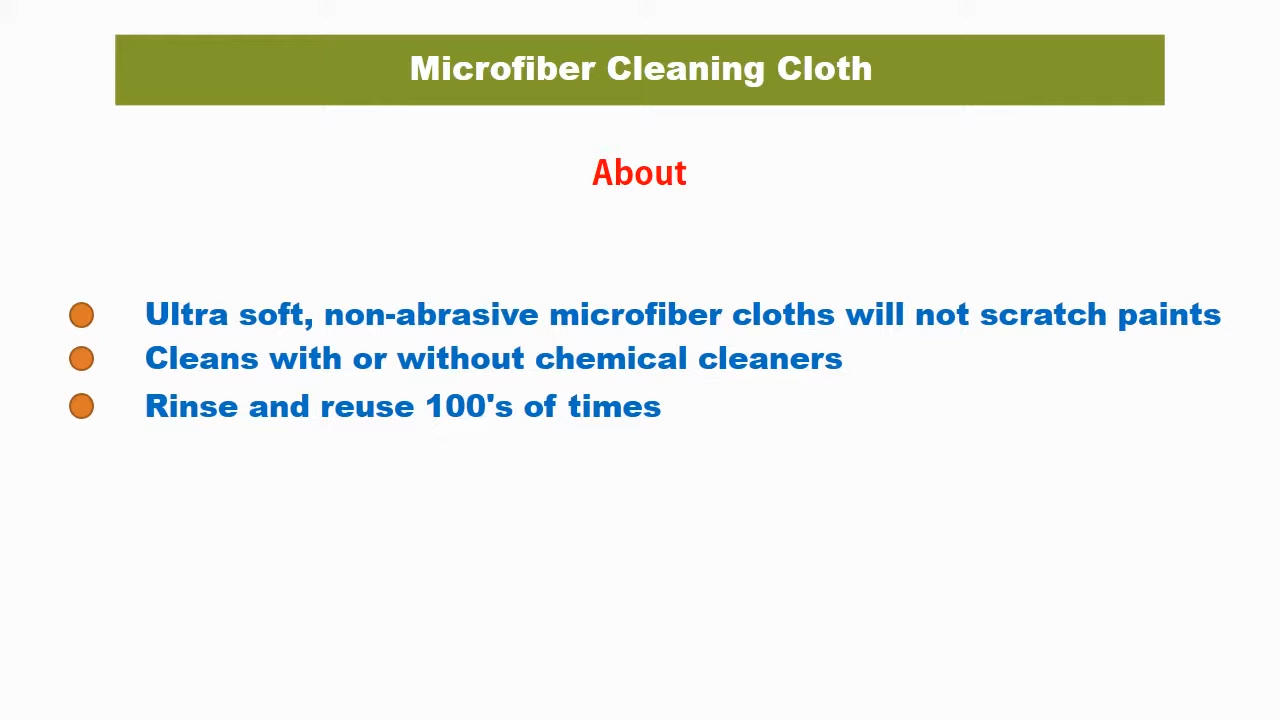 Microfiber Cleaning Cloth
About
Ultra soft, non-abrasive microfiber cloths will not scratch paints
Cleans with or without chemical cleaners
Rinse and reuse 100's of times